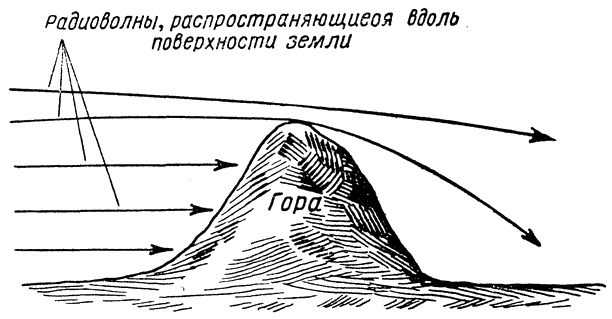 Радиоволны, распространяющиеоя вдоль
поверхности земли
Гора